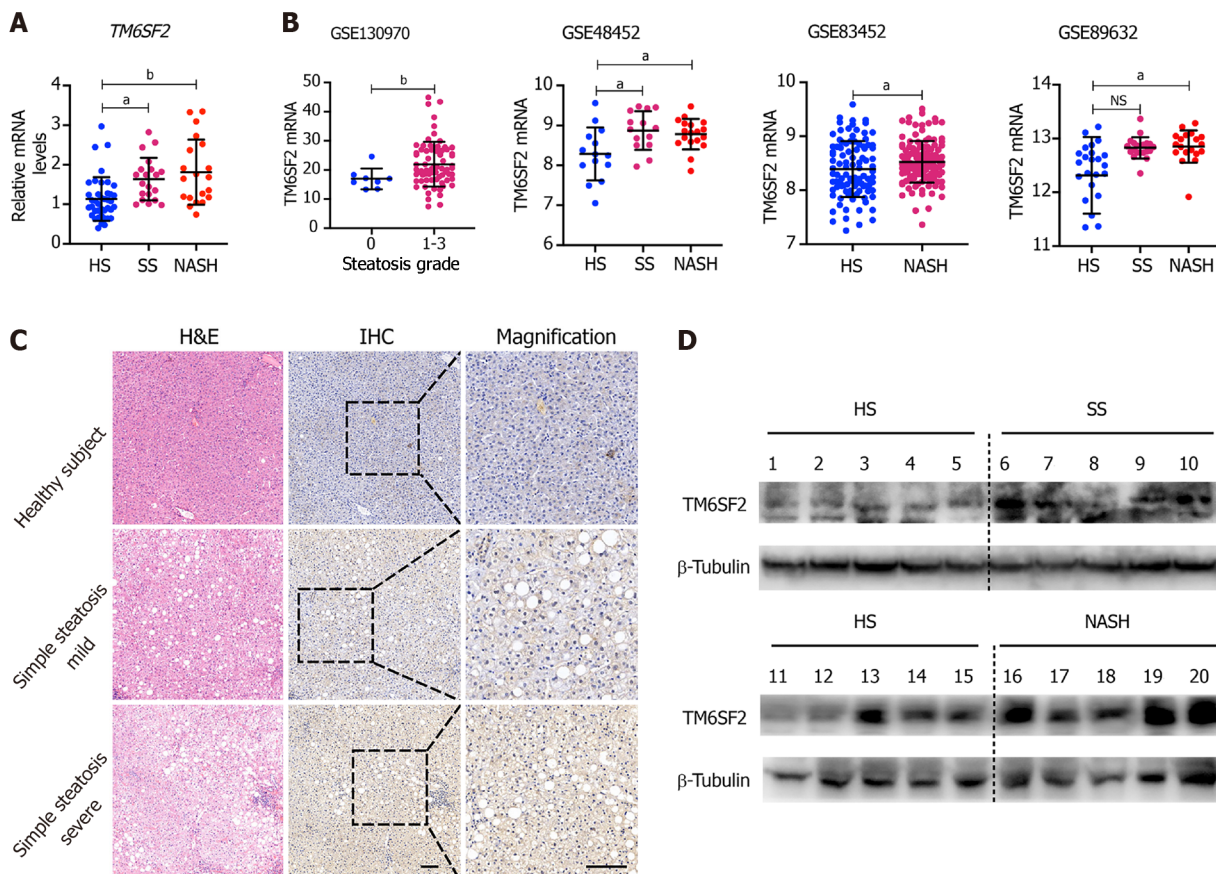 A
TM6SF2
Relative mRNA
levels
4
3
2
1
0
b
a
HS SS NASH
B
GSE130970
TM6SF2 mRNA
50
40
30
20
10
0
b
0 1-3
Steatosis grade
GSE48452
TM6SF2 mRNA
10
9
8
7
6
a
a
HS SS NASH
GSE83452
TM6SF2 mRNA
10
9
8
7
a
HS NASH
GSE89632
TM6SF2 mRNA
14
13
12
11
a
NS
HS SS NASH
C
H&E IHC Magnification
Healthy subject
Simple steatosis
mild
Simple steatosis
severe
D
HS SS
1 2 3 4 5 6 7 8 9 10
TM6SF2
β-Tubulin
HS NASH
11 12 13 14 15 16 17 18 19 20
TM6SF2
β-Tubulin